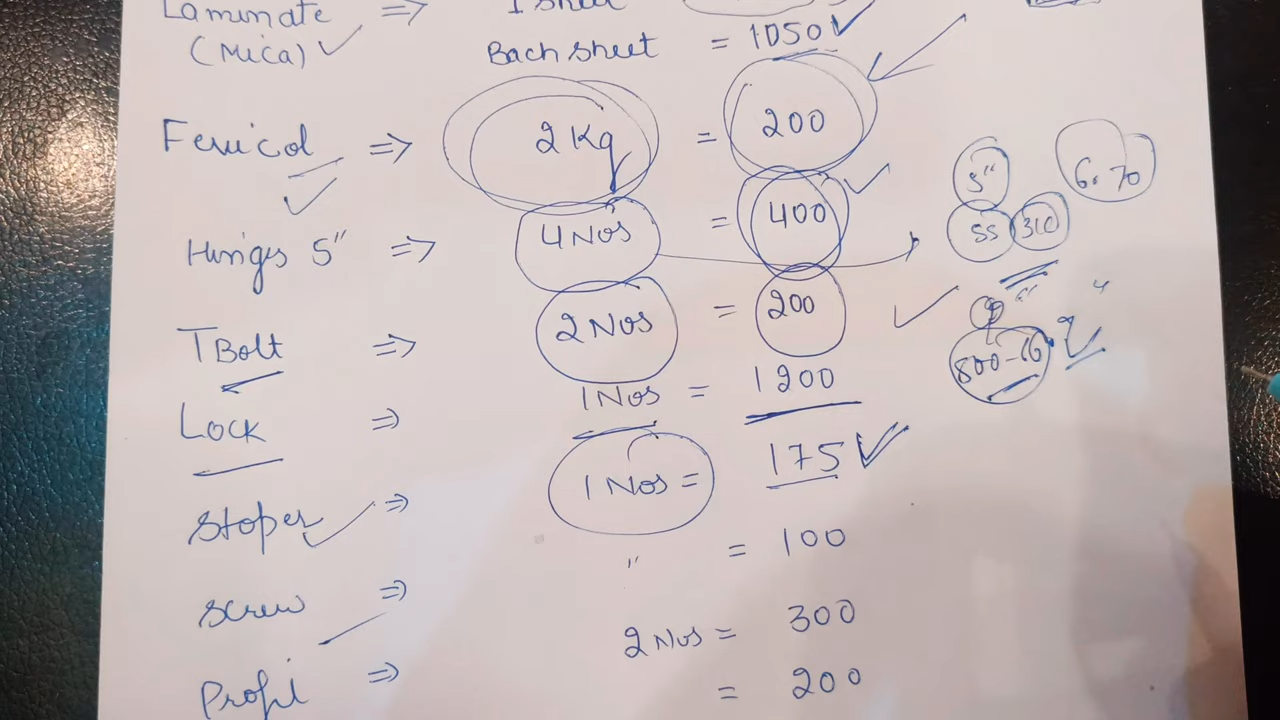 Laminate => 1 Sheet
(Mica) Bach sheet = 1050
Fevicol => 2 Kg = 200
Hinges 5" => 4 Nos = 400
5"
6.70
SS 310
T Bolt => 2 Nos = 200
Lock => 1 Nos = 1200
Stoper => 1 Nos = 175
Screw => " = 100
Profil => 2 Nos = 300
= 200